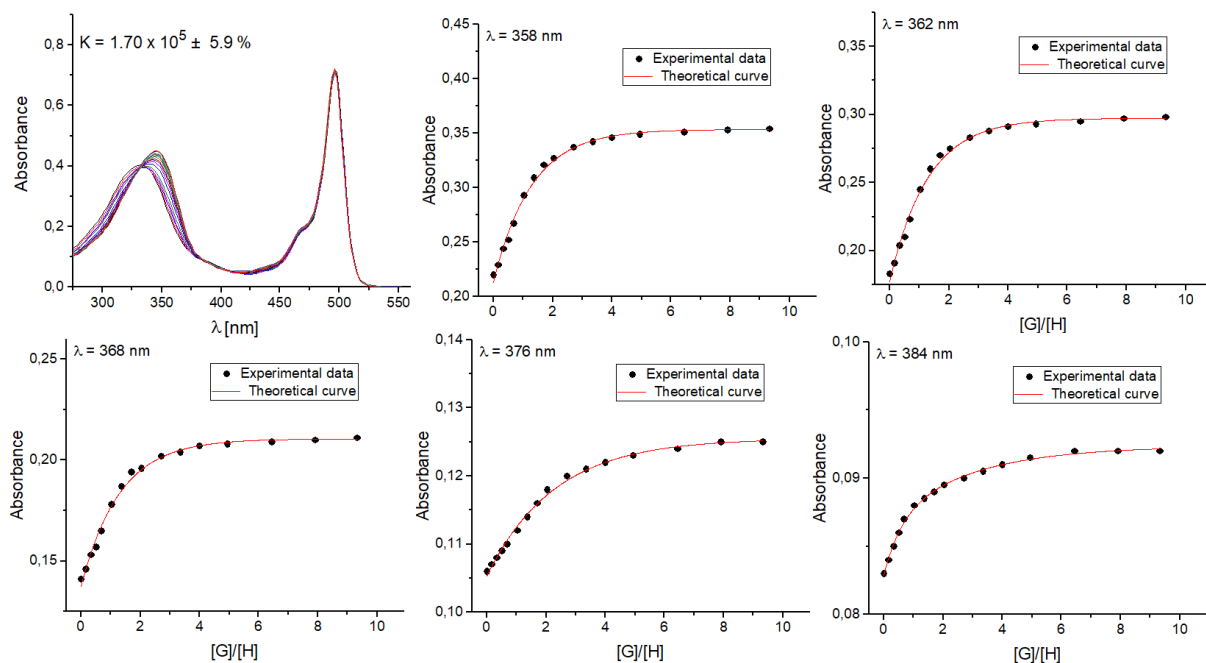 K = 1.70 x 10⁵ ± 5.9 %
Absorbance
0,8
0,6
0,4
0,2
0,0
300
350
400
450
500
550
λ [nm]
λ = 358 nm
Experimental data
Theoretical curve
Absorbance
0,45
0,40
0,35
0,30
0,25
0,20
0
2
4
6
8
10
λ = 362 nm
Experimental data
Theoretical curve
Absorbance
0,35
0,30
0,25
0,20
0
2
4
6
8
10
[G]/[H]
λ = 368 nm
Experimental data
Theoretical curve
Absorbance
0,25
0,20
0,15
0
2
4
6
8
10
[G]/[H]
λ = 376 nm
Experimental data
Theoretical curve
Absorbance
0,14
0,13
0,12
0,11
0,10
0
2
4
6
8
10
[G]/[H]
λ = 384 nm
Experimental data
Theoretical curve
Absorbance
0,10
0,09
0,08
0
2
4
6
8
10
[G]/[H]